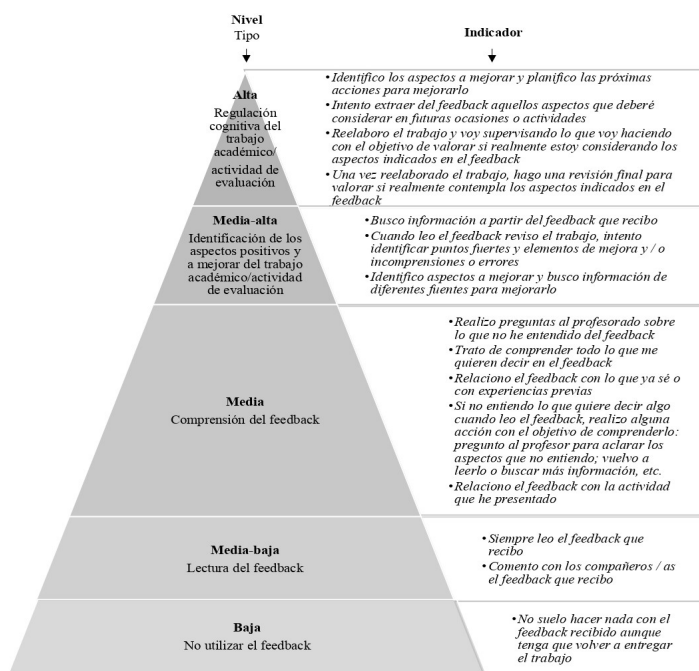 Nivel
Tipo
Indicador
Alta
Regulación
cognitiva del
trabajo
académico/
actividad de
evaluación
•Identifico los aspectos a mejorar y planifico las próximas
acciones para mejorarlo
•Intento extraer del feedback aquellos aspectos que deberé
considerar en futuras ocasiones o actividades
•Reelaboro el trabajo y voy supervisando lo que voy haciendo
con el objetivo de valorar si realmente estoy considerando los
aspectos indicados en el feedback
•Una vez reelaborado el trabajo, hago una revisión final para
valorar si realmente contempla los aspectos indicados en el
feedback
Media-alta
Identificación de los
aspectos positivos y
a mejorar del trabajo
académico/actividad
de evaluación
•Busco información a partir del feedback que recibo
•Cuando leo el feedback reviso el trabajo, intento
identificar puntos fuertes y elementos de mejora y / o
incomprensiones o errores
•Identifico aspectos a mejorar y busco información de
diferentes fuentes para mejorarlo
Media
Comprensión del feedback
•Realizo preguntas al profesorado sobre
lo que no he entendido del feedback
•Trato de comprender todo lo que me
quieren decir en el feedback
•Relaciono el feedback con lo que ya sé o
con experiencias previas
•Si no entiendo lo que quiere decir algo
cuando leo el feedback, realizo alguna
acción con el objetivo de comprenderlo:
pregunto al profesor para aclarar los
aspectos que no entiendo; vuelvo a
leerlo o buscar más información, etc.
•Relaciono el feedback con la actividad
que he presentado
Media-baja
Lectura del feedback
•Siempre leo el feedback que
recibo
•Comento con los compañeros / as
el feedback que recibo
Baja
No utilizar el feedback
•No suelo hacer nada con el
feedback recibido aunque
tenga que volver a entregar
el trabajo